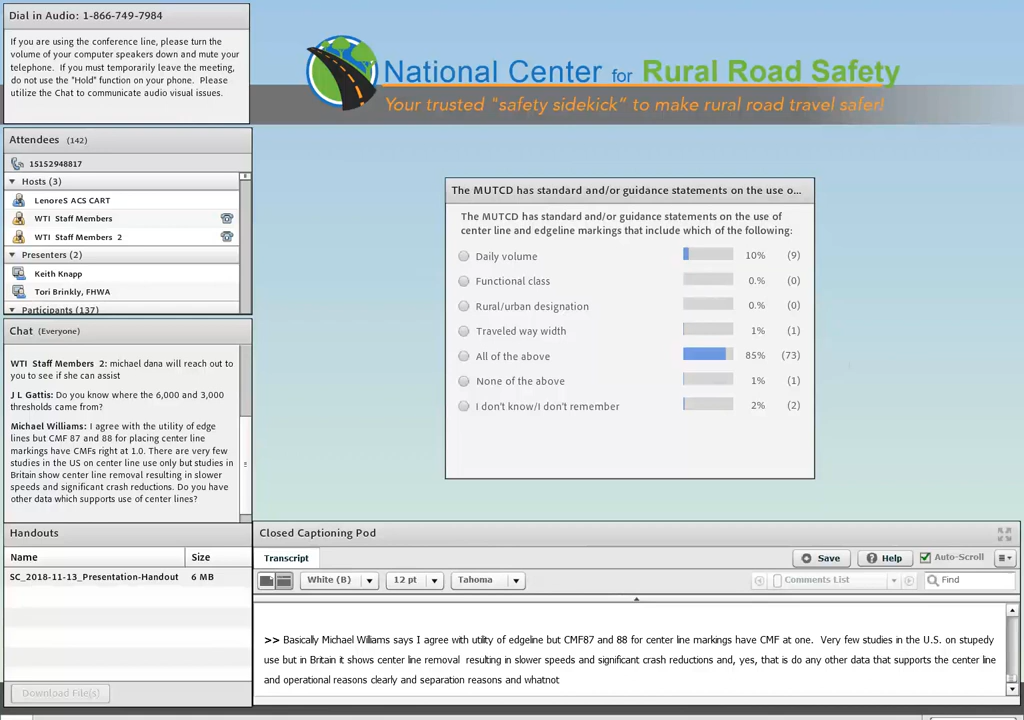 Dial in Audio: 1-866-749-7984
If you are using the conference line, please turn the
volume of your computer speakers down and mute your
telephone. If you must temporarily leave the meeting,
do not use the "Hold" function on your phone. Please
utilize the Chat to communicate audio visual issues.
National Center for Rural Road Safety
Your trusted "safety sidekick" to make rural road travel safer!
Attendees (142)
15152948817
Hosts (3)
LenoreS ACS CART
WTI Staff Members
WTI Staff Members 2
Presenters (2)
Keith Knapp
Tori Brinkly, FHWA
Participants (137)
Chat (Everyone)
WTI Staff Members 2: michael dana will reach out to
you to see if she can assist
J L Gattis: Do you know where the 6,000 and 3,000
thresholds came from?
Michael Williams: I agree with the utility of edge
lines but CMF 87 and 88 for placing center line
markings have CMFs right at 1.0. There are very few
studies in the US on center line use only but studies in
Britain show center line removal resulting in slower
speeds and significant crash reductions. Do you have
other data which supports use of center lines?
The MUTCD has standard and/or guidance statements on the use o...
The MUTCD has standard and/or guidance statements on the use of
center line and edgeline markings that include which of the following:
Daily volume 10% (9)
Functional class 0.% (0)
Rural/urban designation 0.% (0)
Traveled way width 1% (1)
All of the above 85% (73)
None of the above 1% (1)
I don't know/I don't remember 2% (2)
Handouts
Name Size
SC_2018-11-13_Presentation-Handout 6 MB
Download File(s)
Closed Captioning Pod
Transcript Save Help Auto-Scroll
White (B) 12 pt Tahoma Comments List Find
>> Basically Michael Williams says I agree with utility of edgeline but CMF87 and 88 for center line markings have CMF at one. Very few studies in the U.S. on stupedy
use but in Britain it shows center line removal resulting in slower speeds and significant crash reductions and, yes, that is do any other data that supports the center line
and operational reasons clearly and separation reasons and whatnot